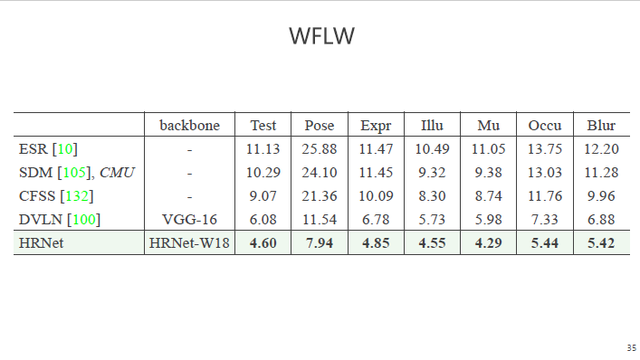 WFLW
backbone Test Pose Expr Illu Mu Occu Blur
ESR [10] - 11.13 25.88 11.47 10.49 11.05 13.75 12.20
SDM [105], CMU - 10.29 24.10 11.45 9.32 9.38 13.03 11.28
CFSS [132] - 9.07 21.36 10.09 8.30 8.74 11.76 9.96
DVLN [100] VGG-16 6.08 11.54 6.78 5.73 5.98 7.33 6.88
HRNet HRNet-W18 4.60 7.94 4.85 4.55 4.29 5.44 5.42
35